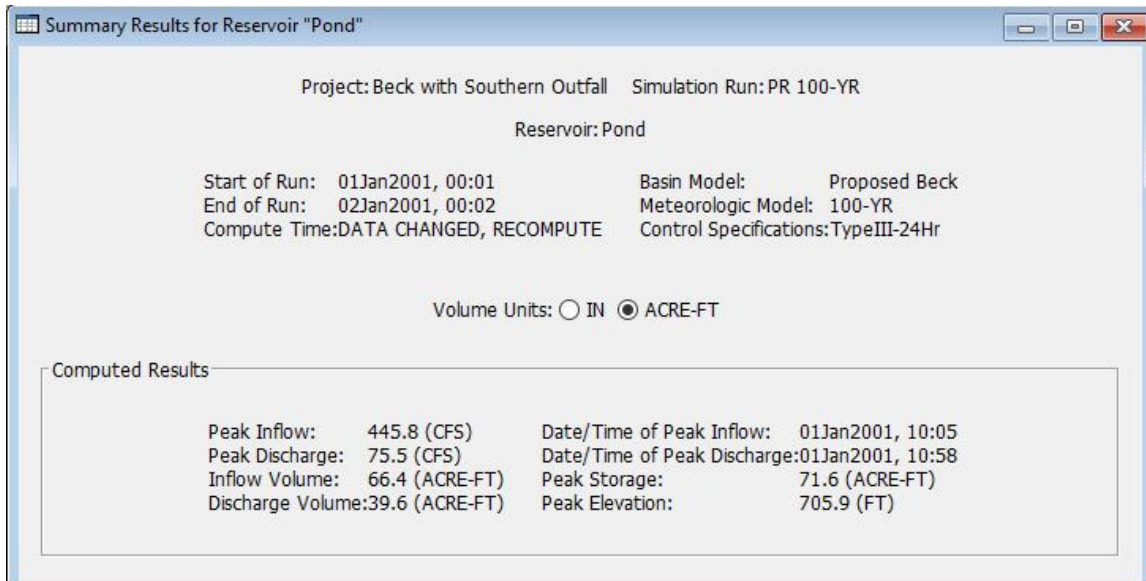 Summary Results for Reservoir "Pond"
Project: Beck with Southern Outfall Simulation Run: PR 100-YR
Reservoir: Pond
Start of Run: 01Jan2001, 00:01 Basin Model: Proposed Beck
End of Run: 02Jan2001, 00:02 Meteorologic Model: 100-YR
Compute Time:DATA CHANGED, RECOMPUTE Control Specifications:TypeIII-24Hr
Volume Units: IN ACRE-FT
Computed Results
Peak Inflow: 445.8 (CFS) Date/Time of Peak Inflow: 01Jan2001, 10:05
Peak Discharge: 75.5 (CFS) Date/Time of Peak Discharge:01Jan2001, 10:58
Inflow Volume: 66.4 (ACRE-FT) Peak Storage: 71.6 (ACRE-FT)
Discharge Volume:39.6 (ACRE-FT) Peak Elevation: 705.9 (FT)